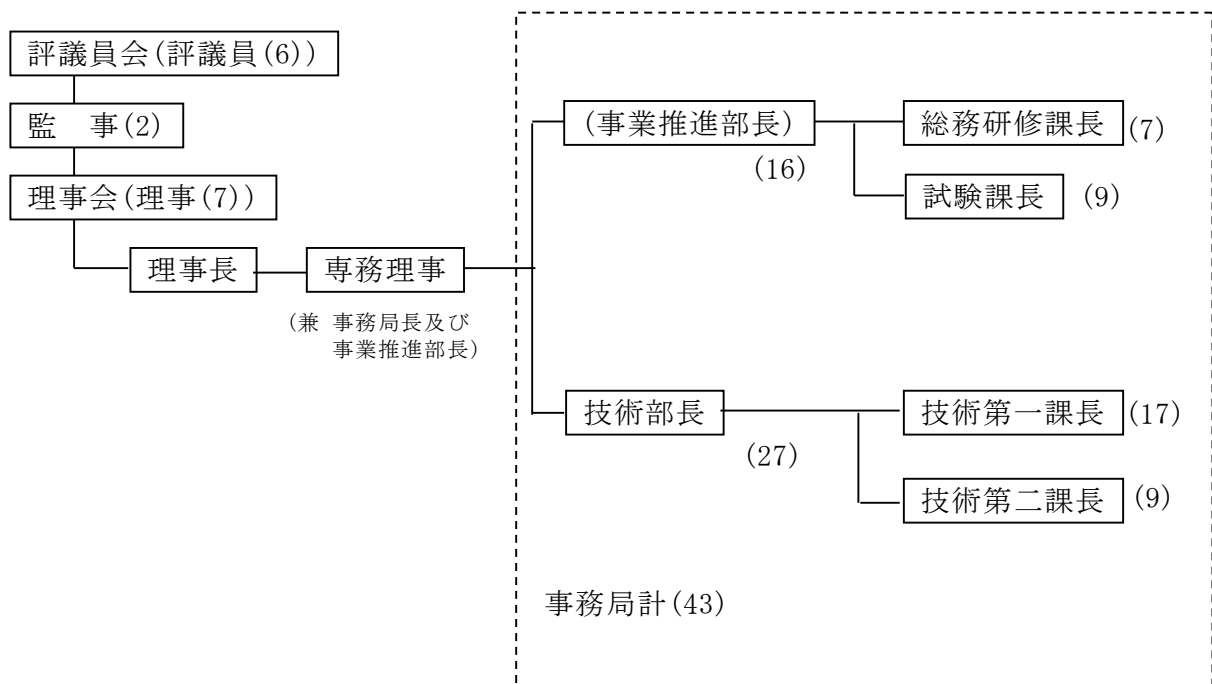 評議員会(評議員(6))
監　事(2)
理事会(理事(7))
理事長
専務理事
(兼 事務局長及び
事業推進部長)
(事業推進部長)
(16)
総務研修課長
(7)
試験課長
(9)
技術部長
(27)
技術第一課長
(17)
技術第二課長
(9)
事務局計(43)